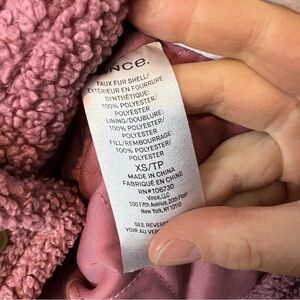 vince.
FAUX FUR SHELL/
EXTÉRIEUR EN FOURRURE
SYNTHÉTIQUE:
100% POLYESTER/
POLYESTER
LINING/DOUBLURE:
100% POLYESTER/
POLYESTER
FILL/REMBOURRAGE:
100% POLYESTER/
POLYESTER
XS/TP
MADE IN CHINA
FABRIQUÉ EN CHINE
RN#106730
Vince, LLC
500 Fifth Avenue, 20th Floor
New York, NY 10110
SEE REVERSE
VOIR AU VER